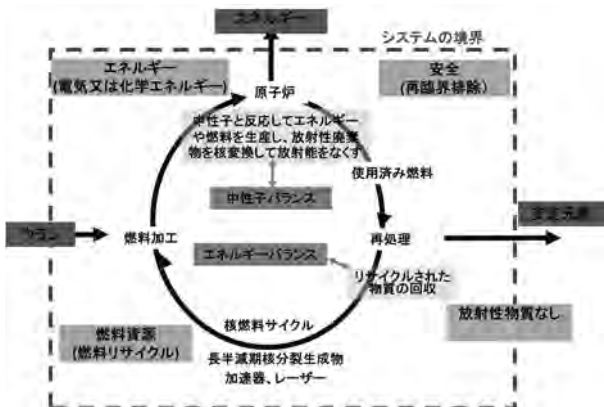 エネルギー
システムの境界
エネルギー
(電気又は化学エネルギー)
安全
(再臨界排除)
原子炉
中性子と反応してエネルギー
や燃料を生産し、放射性廃棄
物を核変換して放射能をなくす
使用済み燃料
中性子バランス
ウラン
燃料加工
再処理
安定元素
エネルギーバランス
リサイクルされた
物質の回収
燃料資源
(燃料リサイクル)
核燃料サイクル
放射性物質なし
長半減期核分裂生成物
加速器、レーザー